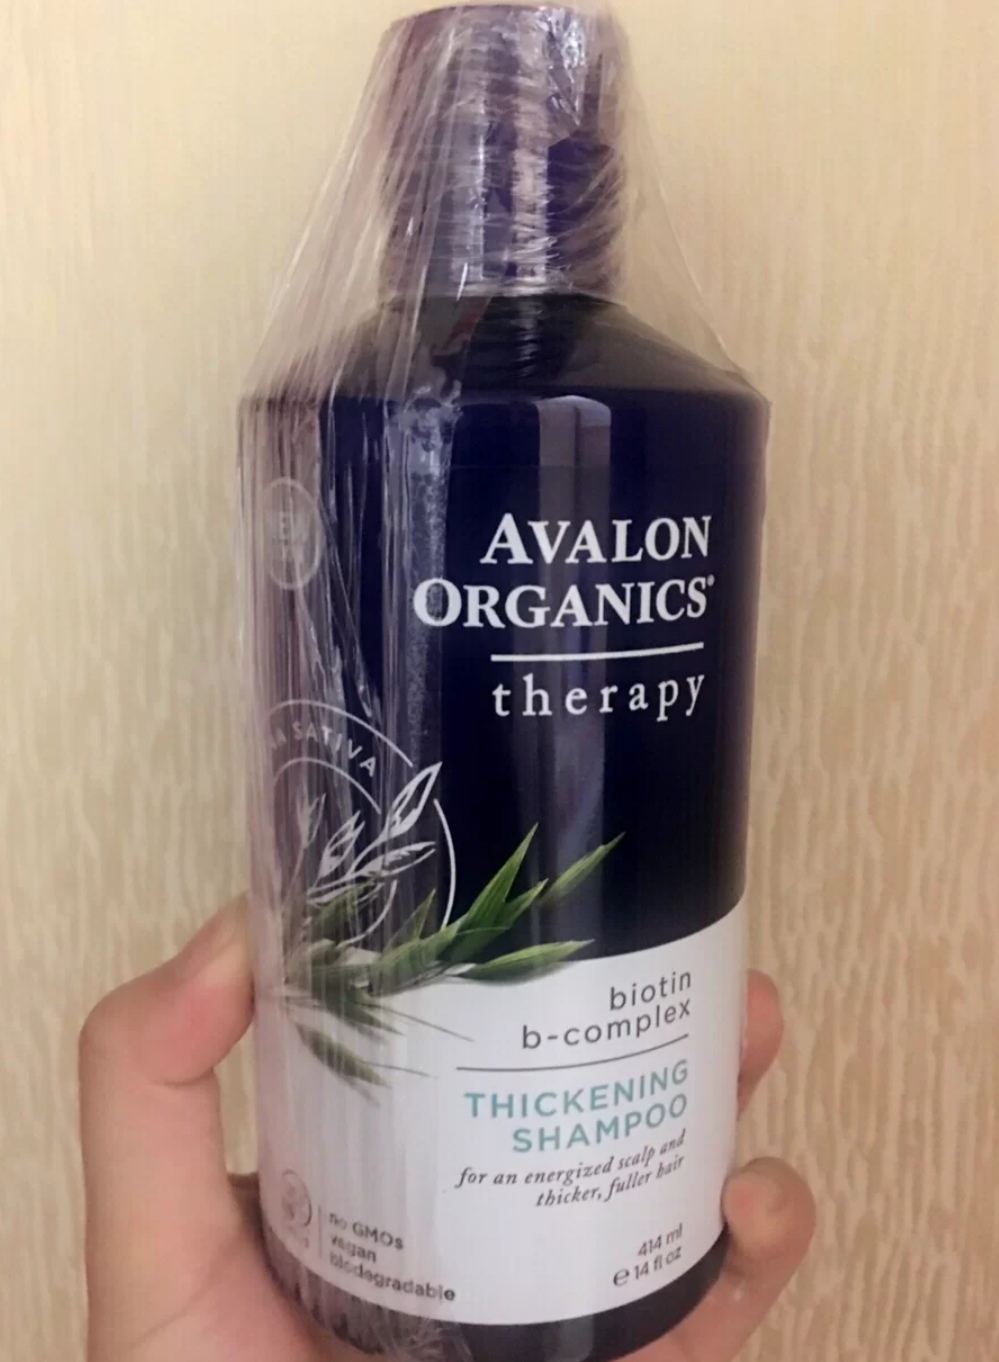 AVALON
ORGANICS®
therapy
SATIVA
biotin
b-complex
THICKENING
SHAMPOO
for an energized scalp and
thicker, fuller hair
no GMOs
vegan
biodegradable
414 ml
℮ 14 fl oz